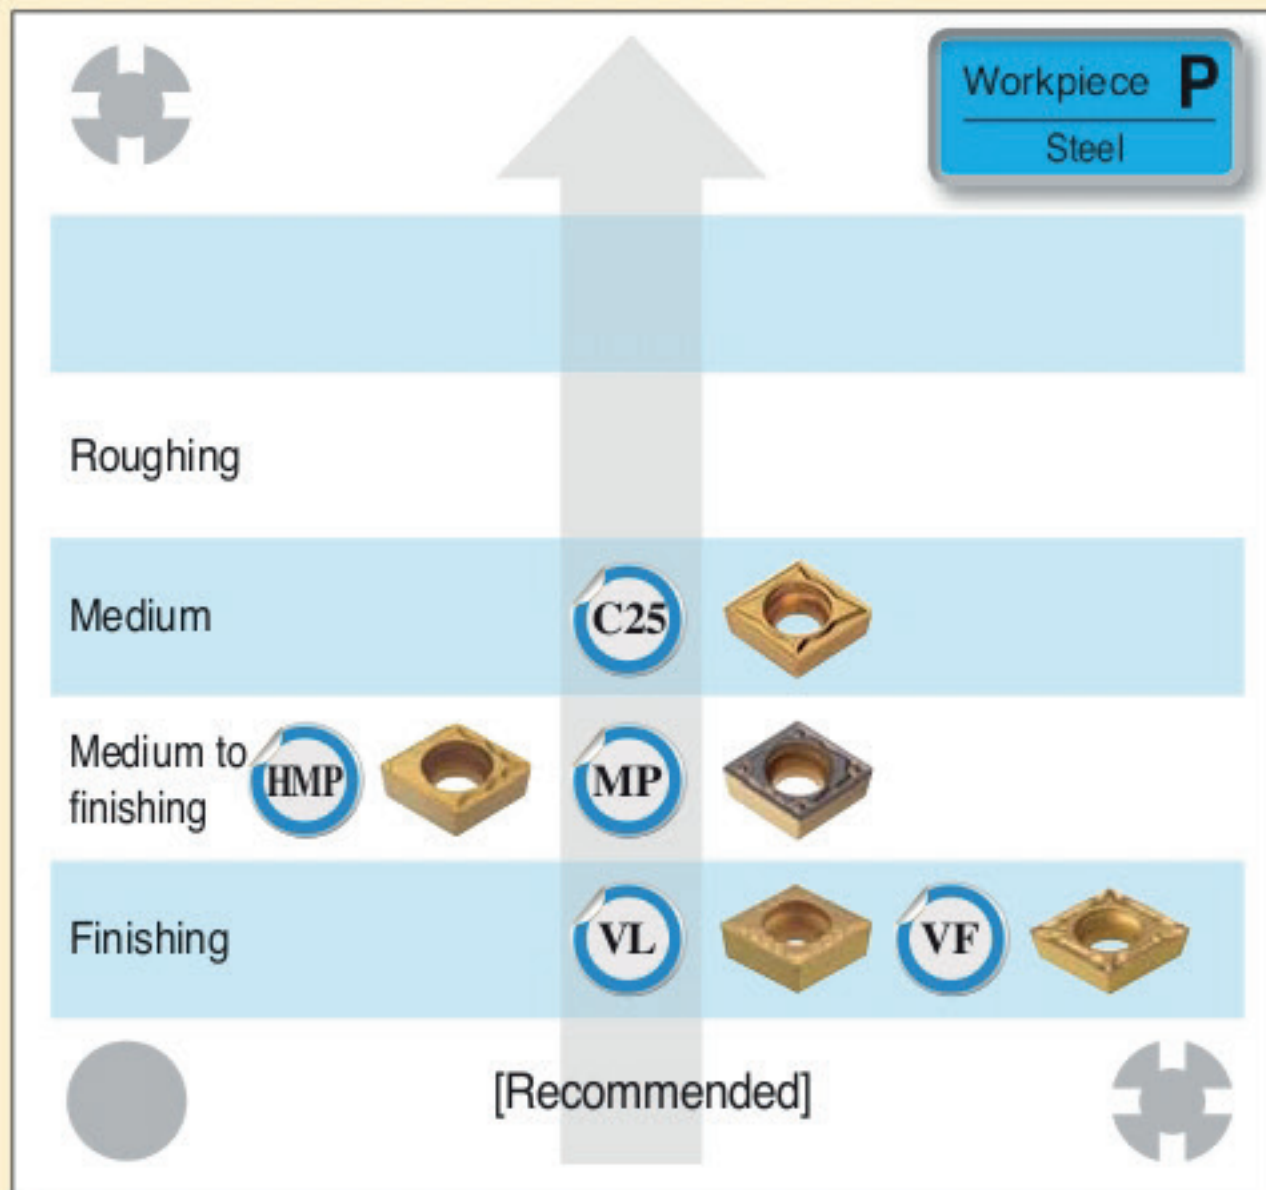 Workpiece P
Steel
Roughing
Medium
C25
Medium to
finishing
HMP
MP
Finishing
VL
VF
[Recommended]